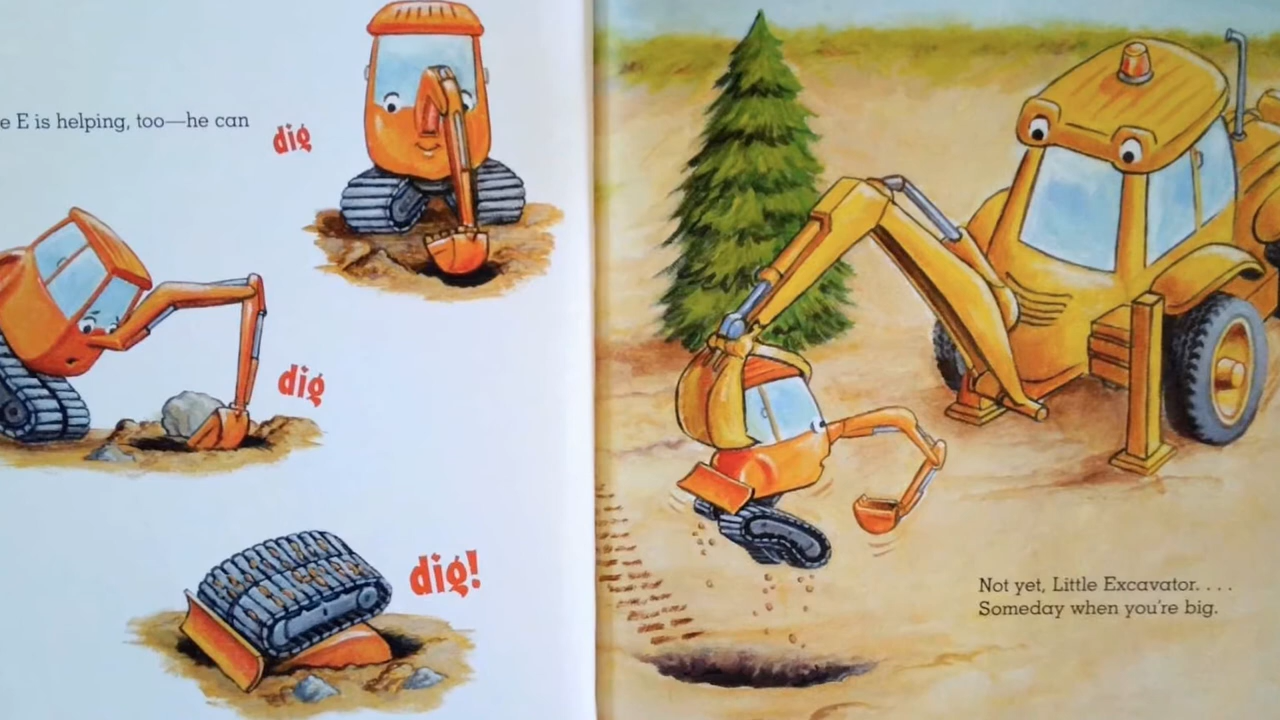 e E is helping, too—he can
dig
dig
dig!
Not yet, Little Excavator. . . .
Someday when you're big.